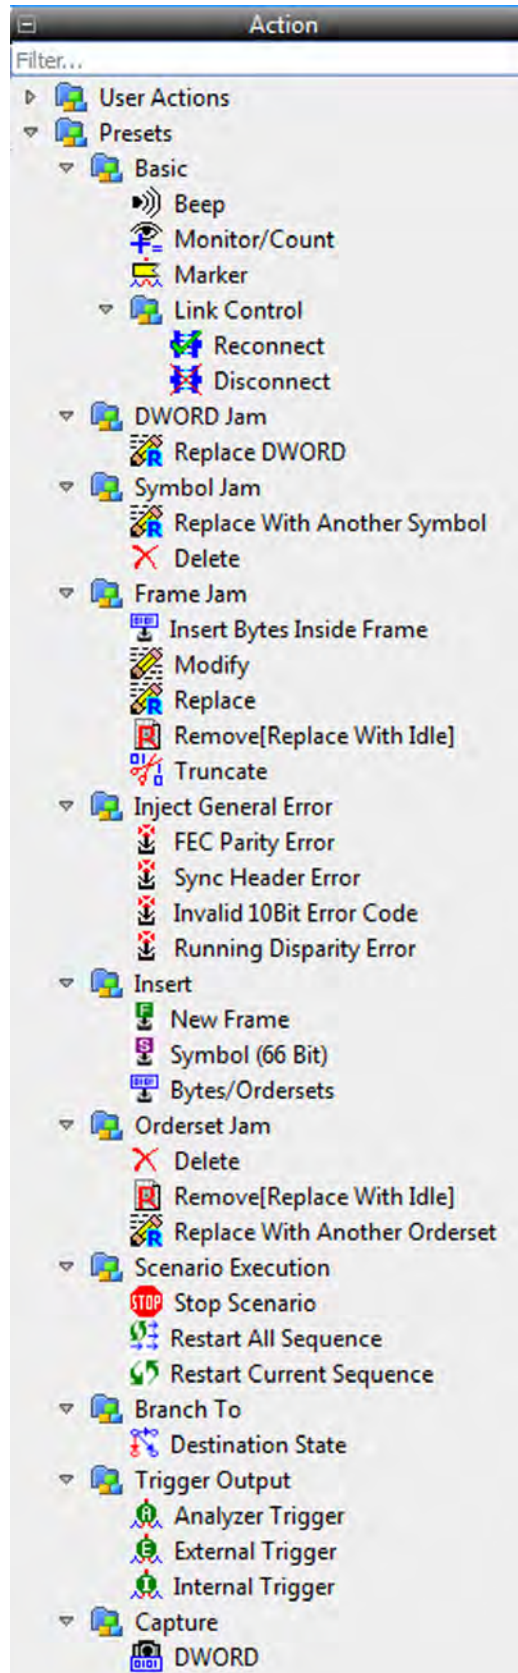 Action
Filter...
User Actions
Presets
Basic
Beep
Monitor/Count
Marker
Link Control
Reconnect
Disconnect
DWORD Jam
Replace DWORD
Symbol Jam
Replace With Another Symbol
Delete
Frame Jam
Insert Bytes Inside Frame
Modify
Replace
Remove[Replace With Idle]
Truncate
Inject General Error
FEC Parity Error
Sync Header Error
Invalid 10Bit Error Code
Running Disparity Error
Insert
New Frame
Symbol (66 Bit)
Bytes/Ordersets
Orderset Jam
Delete
Remove[Replace With Idle]
Replace With Another Orderset
Scenario Execution
STOP Stop Scenario
Restart All Sequence
Restart Current Sequence
Branch To
Destination State
Trigger Output
Analyzer Trigger
External Trigger
Internal Trigger
Capture
DWORD